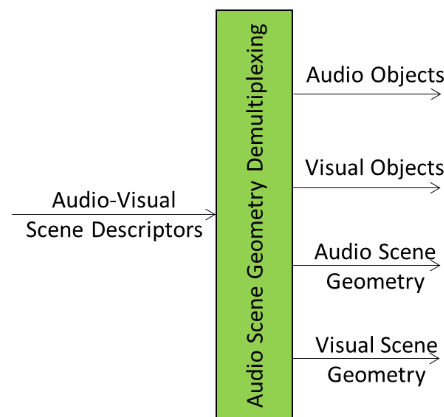 Audio-Visual
Scene Descriptors
Audio Scene Geometry Demultiplexing
Audio Objects
Visual Objects
Audio Scene
Geometry
Visual Scene
Geometry